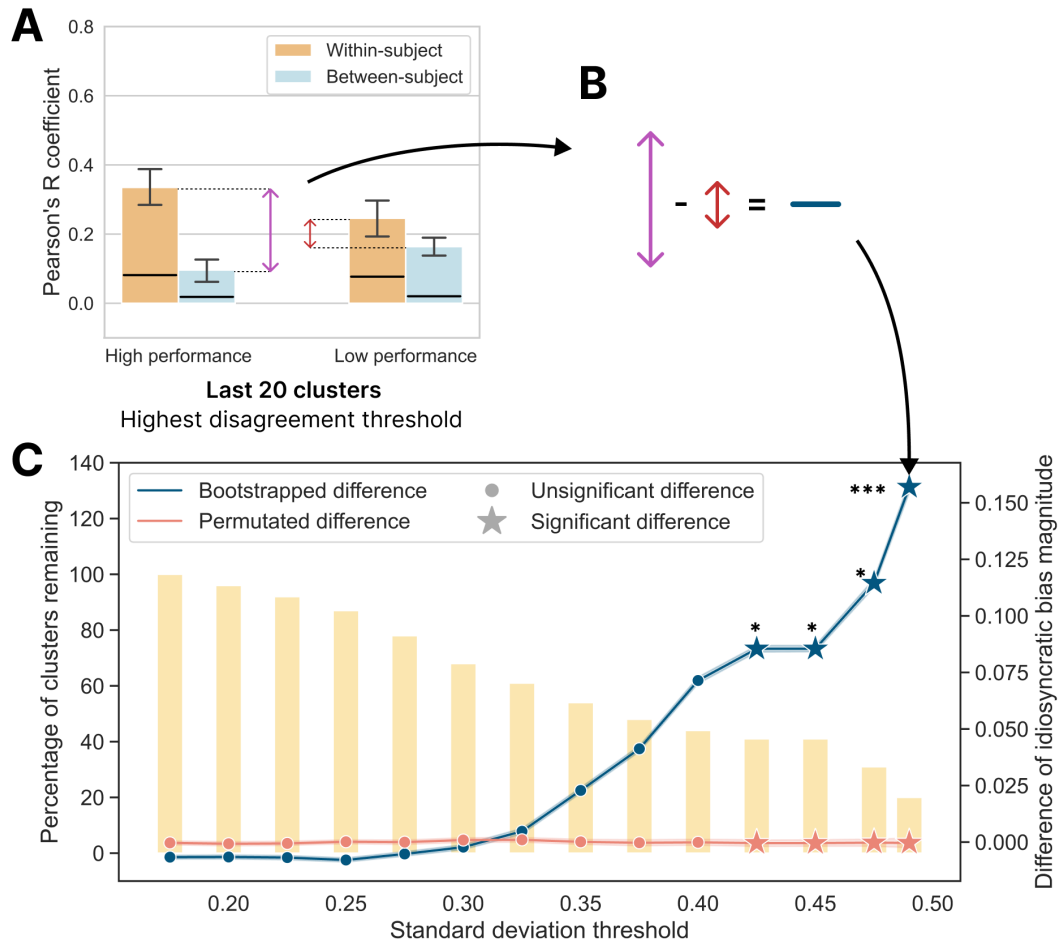 A
0.8
0.6
0.4
0.2
0.0
Pearson's R coefficient
Within-subject
Between-subject
High performance
Low performance
Last 20 clusters
Highest disagreement threshold
B
- =
C
140
120
100
80
60
40
20
0
Percentage of clusters remaining
Bootstrapped difference
Permutated difference
Unsignificant difference
Significant difference
*
*
*
***
0.150
0.125
0.100
0.075
0.050
0.025
0.000
Difference of idiosyncratic bias magnitude
0.20 0.25 0.30 0.35 0.40 0.45 0.50
Standard deviation threshold